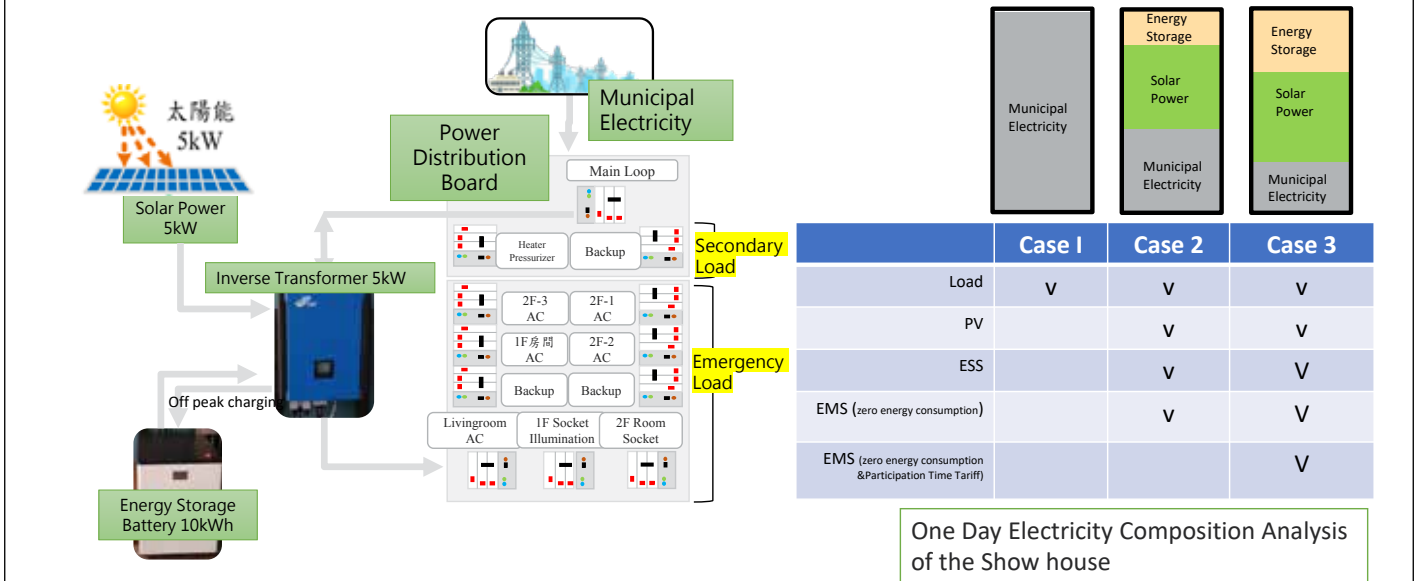 太陽能
5kW
Solar Power
5kW
Inverse Transformer 5kW
Off peak charging
Energy Storage
Battery 10kWh
Municipal
Electricity
Power
Distribution
Board
Main Loop
Heater
Pressurizer
Backup
Secondary
Load
2F-3
AC
2F-1
AC
1F房間
AC
2F-2
AC
Backup
Backup
Emergency
Load
Livingroom
AC
1F Socket
Illumination
2F Room
Socket
Municipal
Electricity
Energy
Storage
Solar
Power
Municipal
Electricity
Energy
Storage
Solar
Power
Municipal
Electricity
Case I Case 2 Case 3
Load v v v
PV v v
ESS v V
EMS (zero energy consumption) v V
EMS (zero energy consumption
&Participation Time Tariff) V
One Day Electricity Composition Analysis
of the Show house